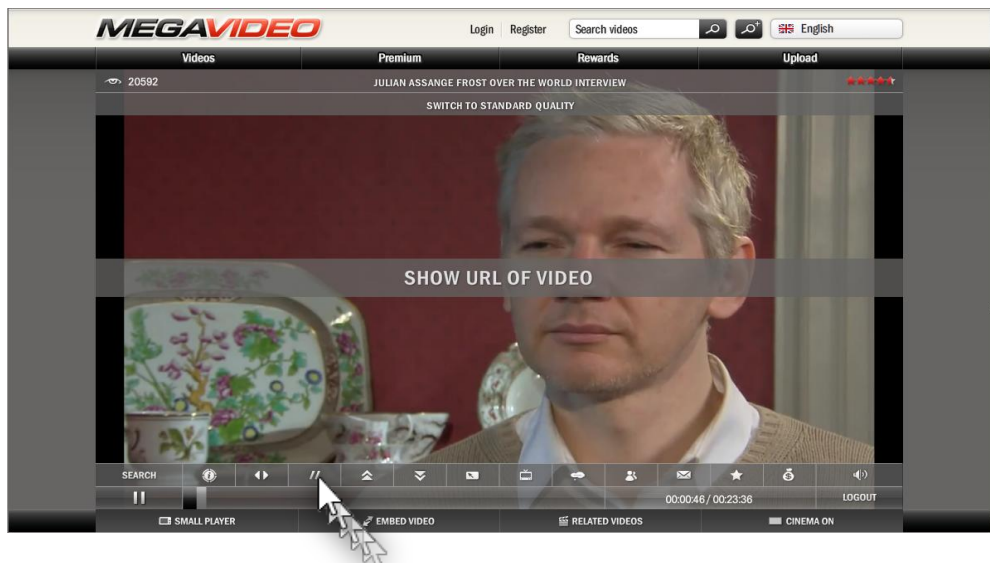 MEGAVIDEO
Login Register Search videos English
Videos Premium Rewards Upload
20592 JULIAN ASSANGE FROST OVER THE WORLD INTERVIEW
SWITCH TO STANDARD QUALITY
SHOW URL OF VIDEO
SEARCH
00:00:46 / 00:23:36 LOGOUT
SMALL PLAYER EMBED VIDEO RELATED VIDEOS CINEMA ON